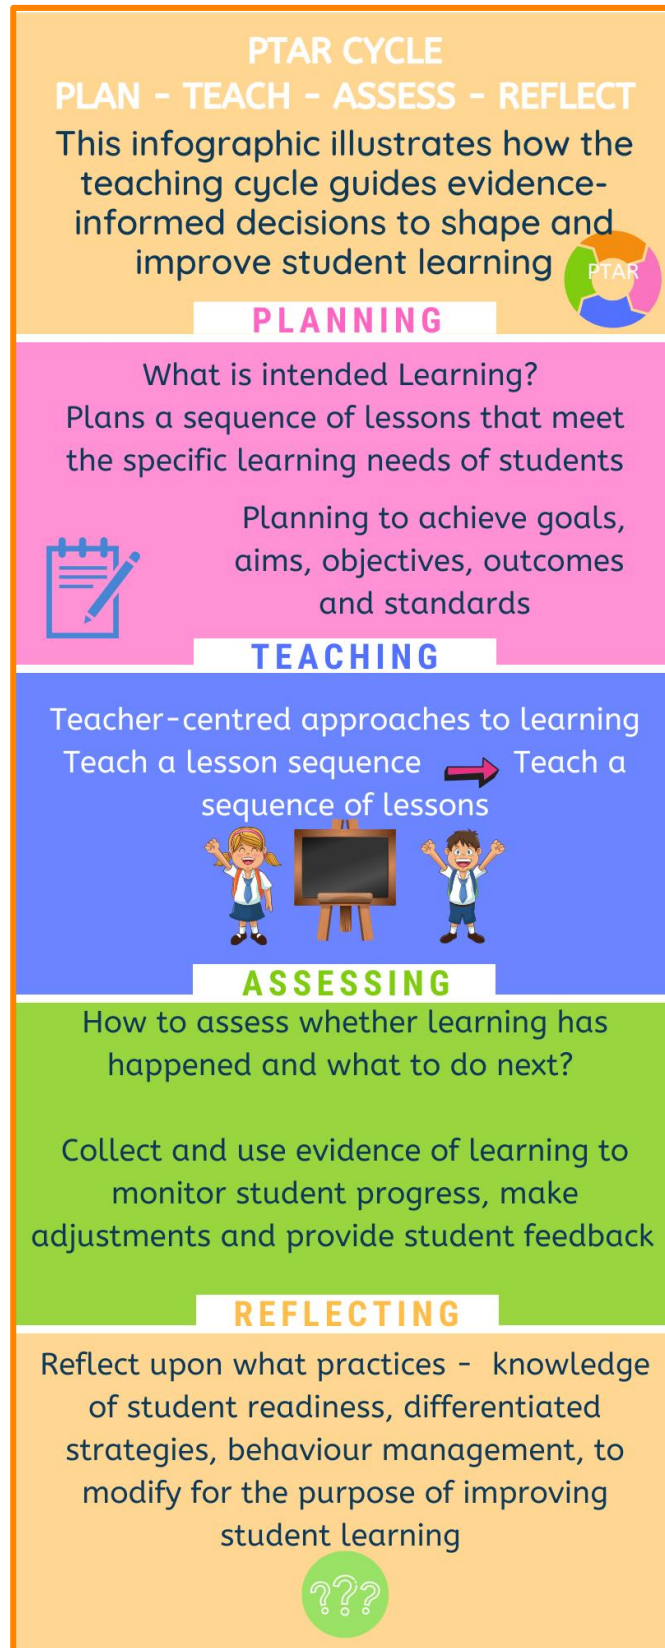 PTAR CYCLE
PLAN - TEACH - ASSESS - REFLECT
This infographic illustrates how the
teaching cycle guides evidence-
informed decisions to shape and
improve student learning
PTAR
PLANNING
What is intended Learning?
Plans a sequence of lessons that meet
the specific learning needs of students
Planning to achieve goals,
aims, objectives, outcomes
and standards
TEACHING
Teacher-centred approaches to learning
Teach a lesson sequence Teach a
sequence of lessons
ASSESSING
How to assess whether learning has
happened and what to do next?
Collect and use evidence of learning to
monitor student progress, make
adjustments and provide student feedback
REFLECTING
Reflect upon what practices - knowledge
of student readiness, differentiated
strategies, behaviour management, to
modify for the purpose of improving
student learning
???